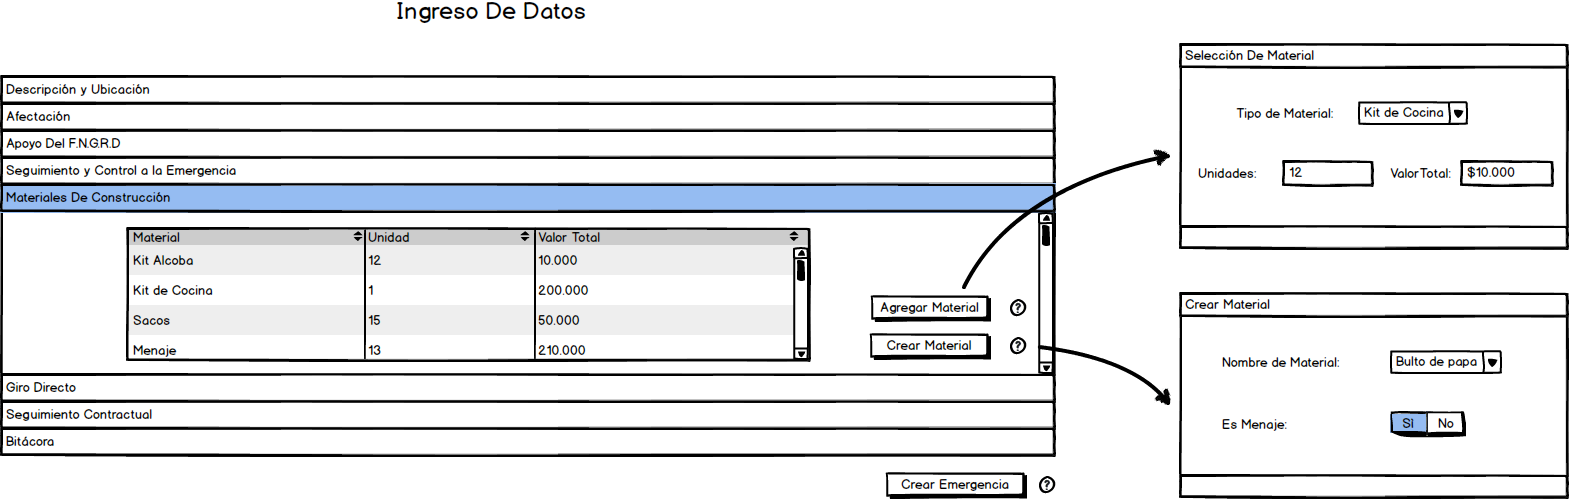 Ingreso De Datos
Descripción y Ubicación
Afectación
Apoyo Del F.N.G.R.D
Seguimiento y Control a la Emergencia
Materiales De Construcción
Material Unidad Valor Total
Kit Alcoba 12 10.000
Kit de Cocina 1 200.000
Sacos 15 50.000
Menaje 13 210.000
Agregar Material ?
Crear Material ?
Giro Directo
Seguimiento Contractual
Bitácora
Crear Emergencia ?
Selección De Material
Tipo de Material: Kit de Cocina
Unidades: 12 Valor Total: $10.000
Crear Material
Nombre de Material: Bulto de papa
Es Menaje: Sì No